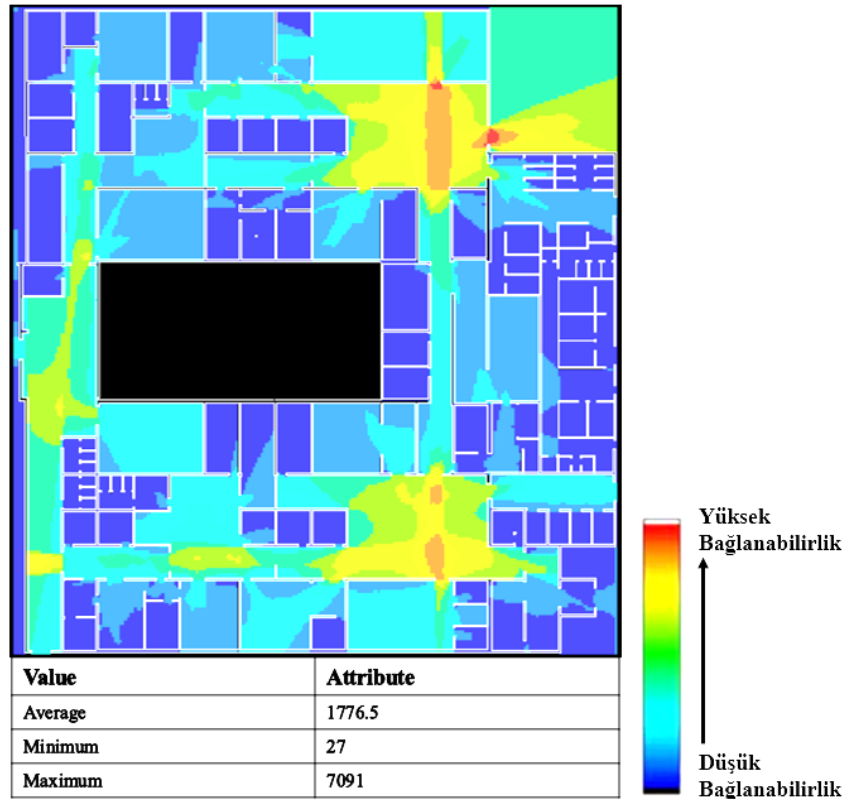 Yüksek
Bağlanabilirlik
Düşük
Bağlanabilirlik
Value Attribute
Average 1776.5
Minimum 27
Maximum 7091